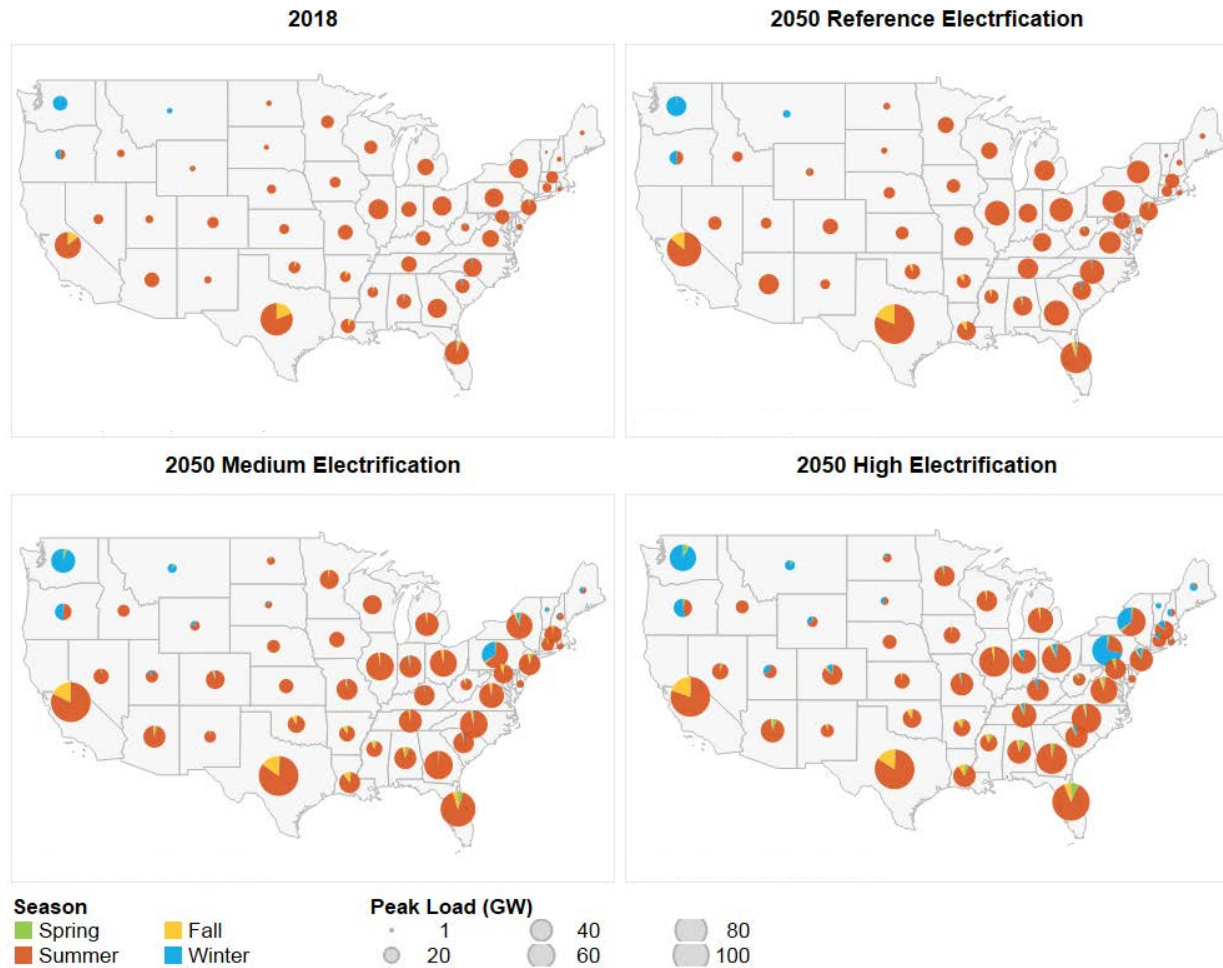 2018
2050 Reference Electrfication
2050 Medium Electrification
2050 High Electrification
Season
Spring
Fall
Summer
Winter
Peak Load (GW)
1
40
80
20
60
100